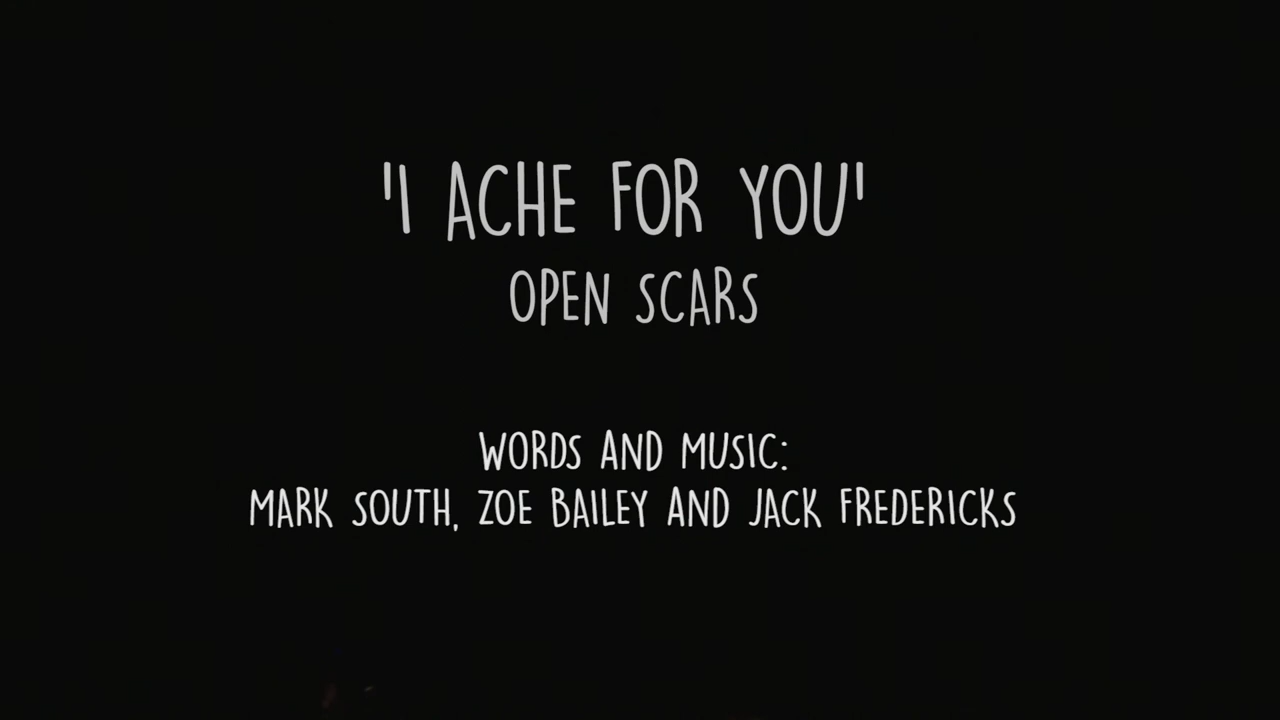 'I ACHE FOR YOU'
OPEN SCARS
WORDS AND MUSIC:
MARK SOUTH, ZOE BAILEY AND JACK FREDERICKS